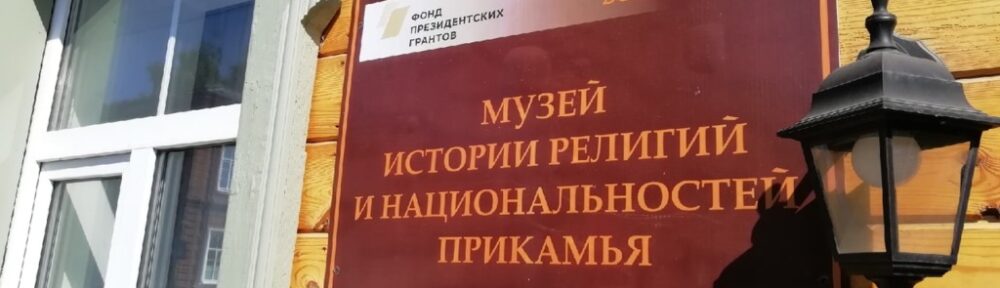 ФОНД
ПРЕЗИДЕНТСКИХ
ГРАНТОВ
МУЗЕЙ
ИСТОРИИ РЕЛИГИЙ
И НАЦИОНАЛЬНОСТЕЙ
ПРИКАМЬЯ